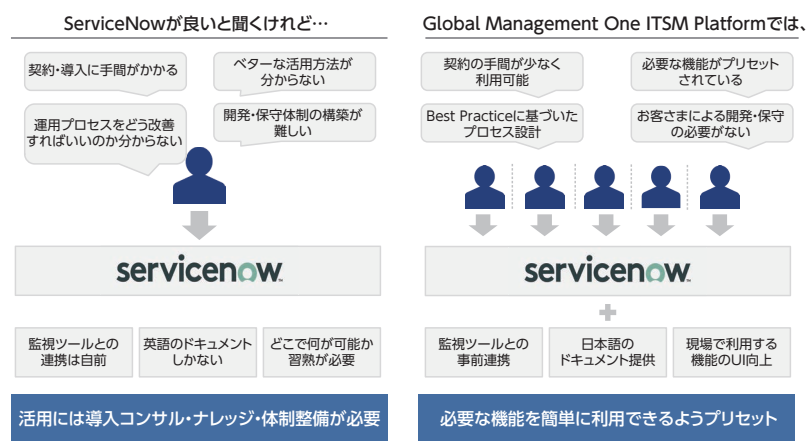 ServiceNowが良いと聞くけれど…
契約・導入に手間がかかる
ベターな活用方法が
分からない
運用プロセスをどう改善
すればいいのか分からない
開発・保守体制の構築が
難しい
servicenow™
監視ツールとの
連携は自前
英語のドキュメント
しかない
どこで何が可能か
習熟が必要
活用には導入コンサル・ナレッジ・体制整備が必要
Global Management One ITSM Platformでは、
契約の手間が少なく
利用可能
必要な機能がプリセット
されている
Best Practiceに基づいた
プロセス設計
お客さまによる開発・保守
の必要がない
servicenow™
+
監視ツールとの
事前連携
日本語の
ドキュメント提供
現場で利用する
機能のUI向上
必要な機能を簡単に利用できるようプリセット